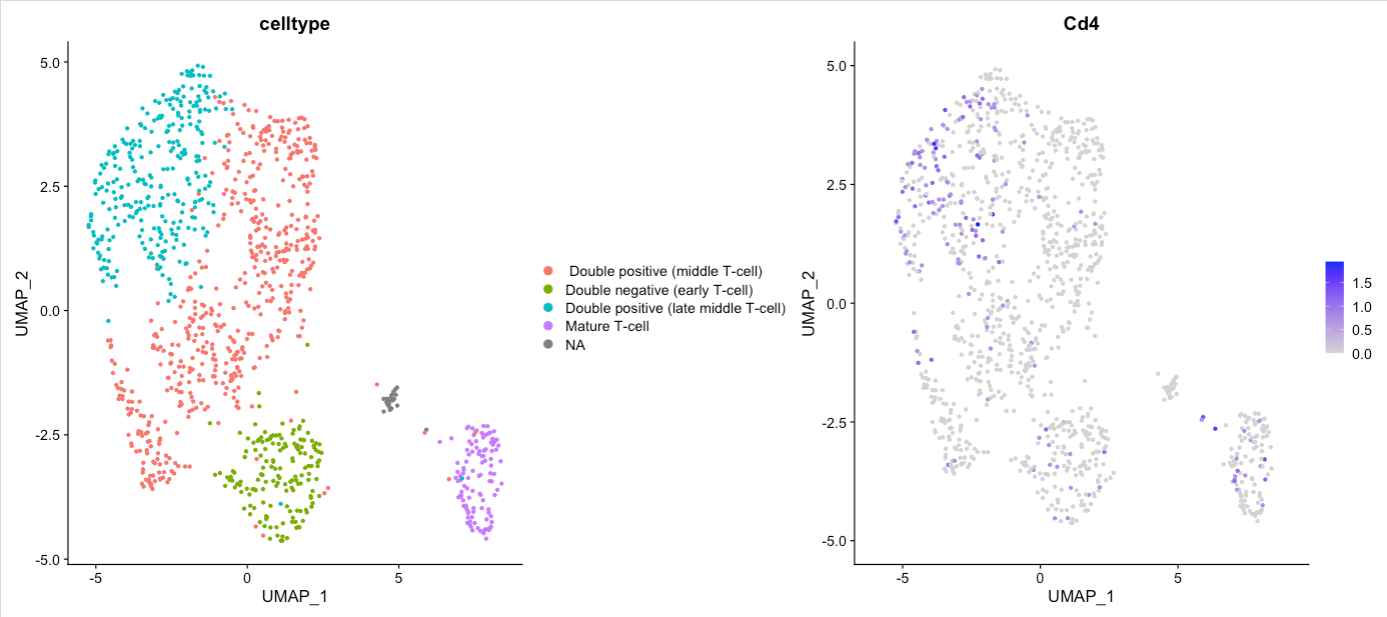 celltype
5.0
2.5
0.0
-2.5
-5.0
UMAP_2
-5
0
5
UMAP_1
Double positive (middle T-cell)
Double negative (early T-cell)
Double positive (late middle T-cell)
Mature T-cell
NA
Cd4
5.0
2.5
0.0
-2.5
-5.0
UMAP_2
-5
0
5
UMAP_1
1.5
1.0
0.5
0.0